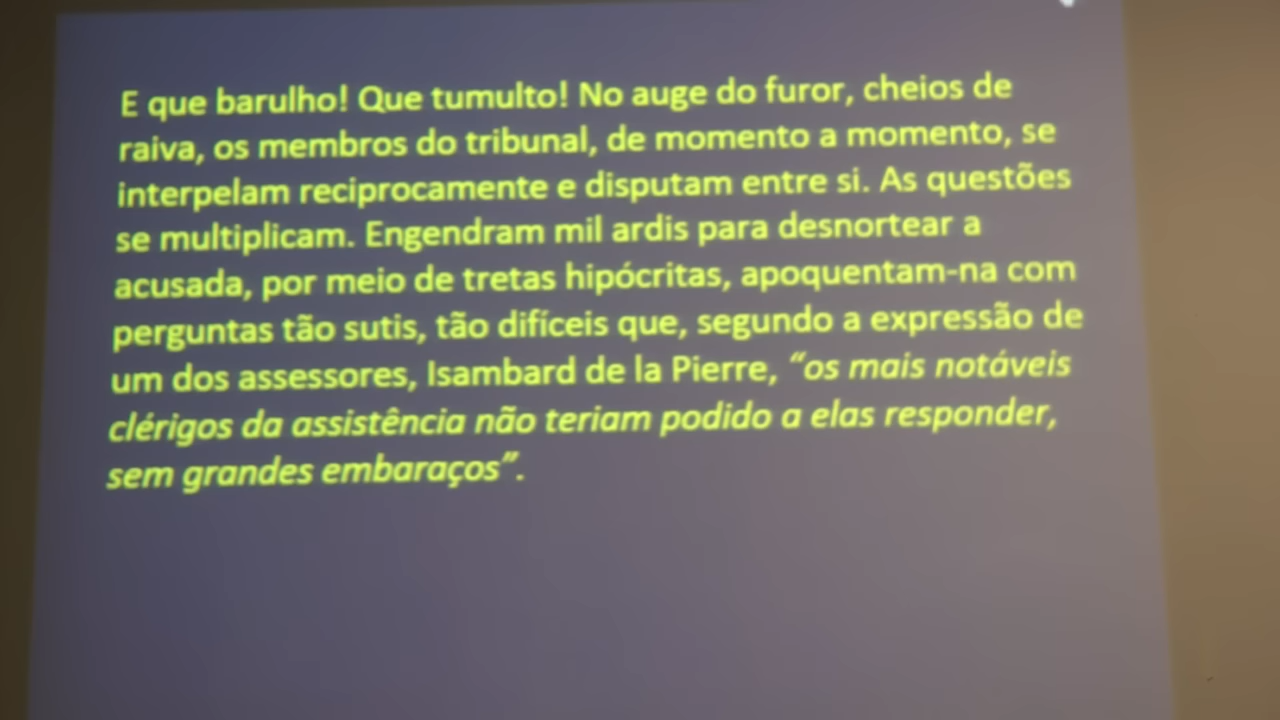 E que barulho! Que tumulto! No auge do furor, cheios de
raiva, os membros do tribunal, de momento a momento, se
interpelam reciprocamente e disputam entre si. As questões
se multiplicam. Engendram mil ardis para desnortear a
acusada, por meio de tretas hipócritas, apoquentam-na com
perguntas tão sutis, tão difíceis que, segundo a expressão de
um dos assessores, Isambard de la Pierre, “os mais notáveis
clérigos da assistência não teriam podido a elas responder,
sem grandes embaraços”.